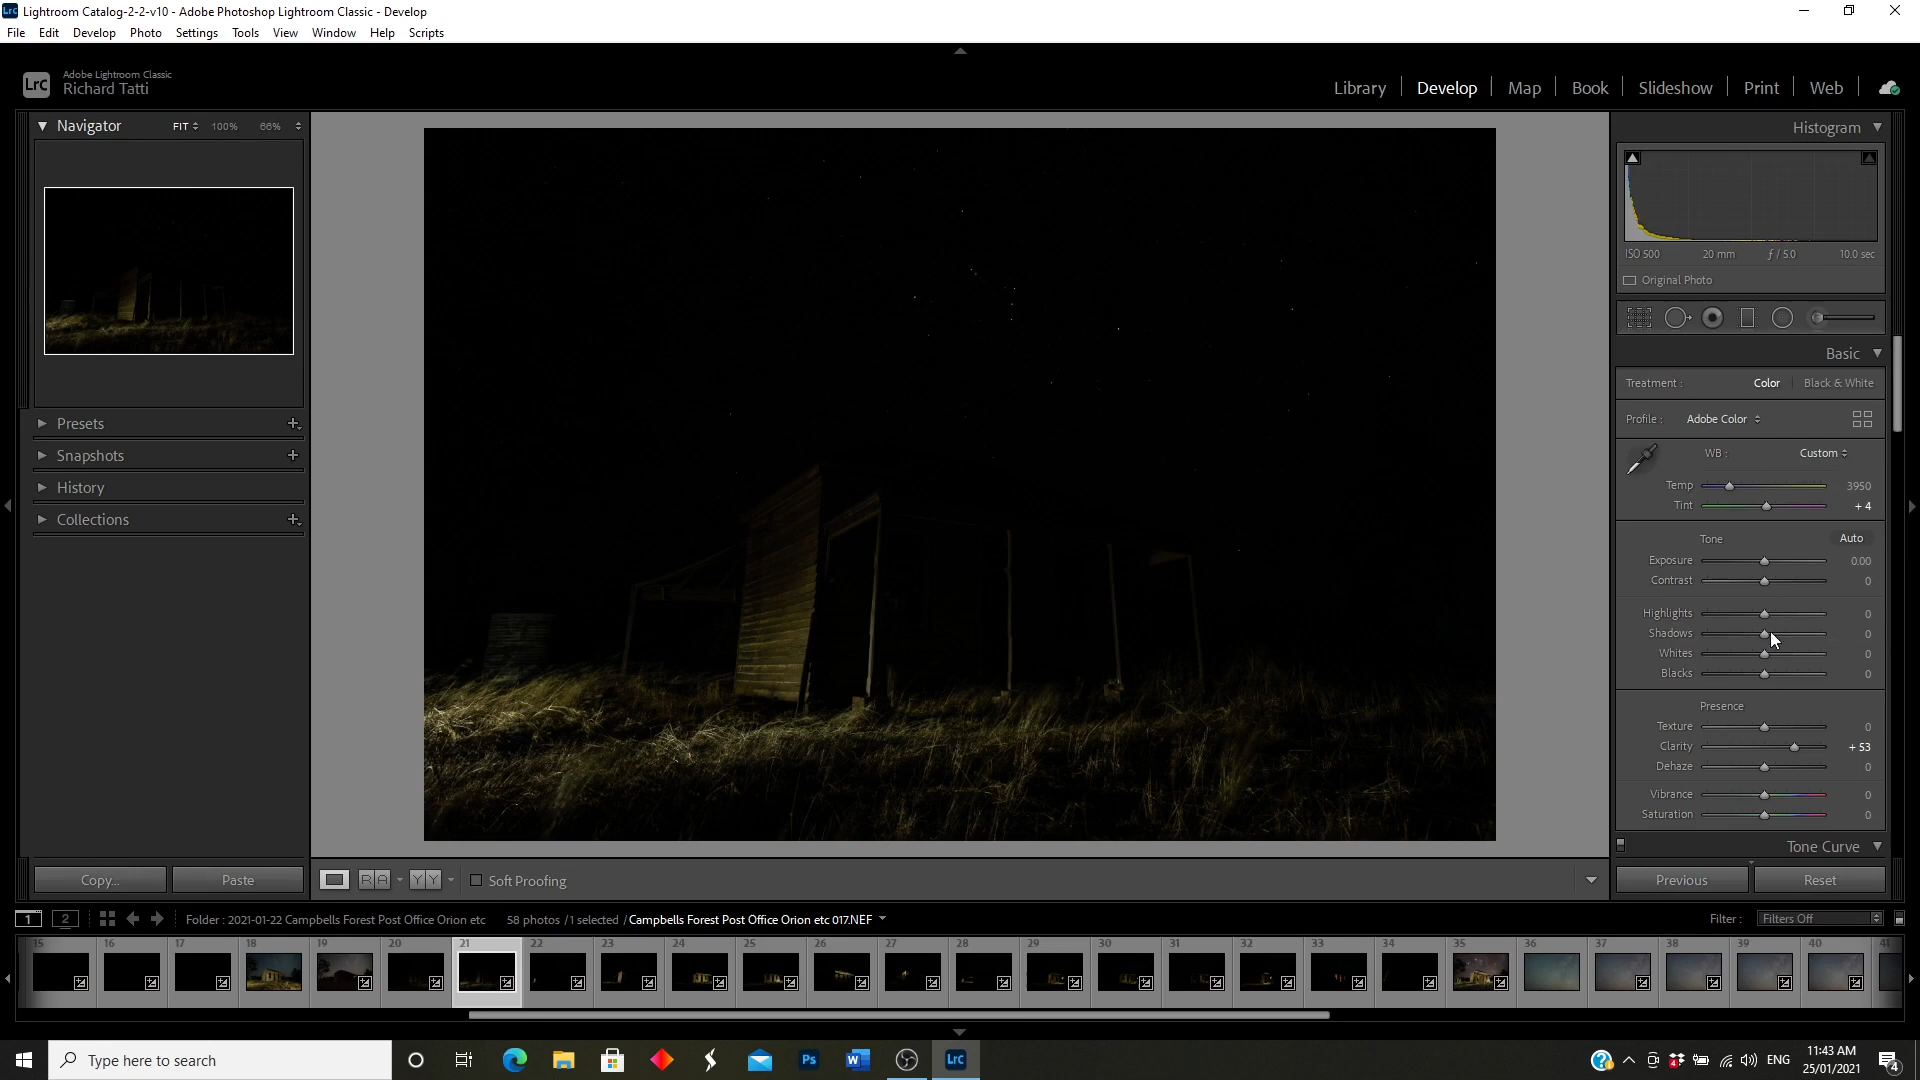 Lightroom Catalog-2-2-v10 - Adobe Photoshop Lightroom Classic - Develop
File Edit Develop Photo Settings Tools View Window Help Scripts
LrC Adobe Lightroom Classic
Richard Tatti
Library Develop Map Book Slideshow Print Web
Navigator FIT 100% 66%
Histogram
ISO 500 20 mm ƒ / 5.0 10.0 sec
Original Photo
Basic
Treatment : Color Black & White
Profile : Adobe Color
WB : Custom
Temp 3950
Tint + 4
Tone Auto
Exposure 0.00
Contrast 0
Highlights 0
Shadows 0
Whites 0
Blacks 0
Presence
Texture 0
Clarity + 53
Dehaze 0
Vibrance 0
Saturation 0
Tone Curve
Presets
Snapshots
History
Collections
Copy... Paste
R A Y Y Soft Proofing
Previous Reset
1 2 Folder : 2021-01-22 Campbells Forest Post Office Orion etc 58 photos / 1 selected / Campbells Forest Post Office Orion etc 017.NEF
Filter : Filters Off
15 16 17 18 19 20 21 22 23 24 25 26 27 28 29 30 31 32 33 34 35 36 37 38 39 40 41
Type here to search
Ps W LrC
ENG
11:43 AM
25/01/2021
4